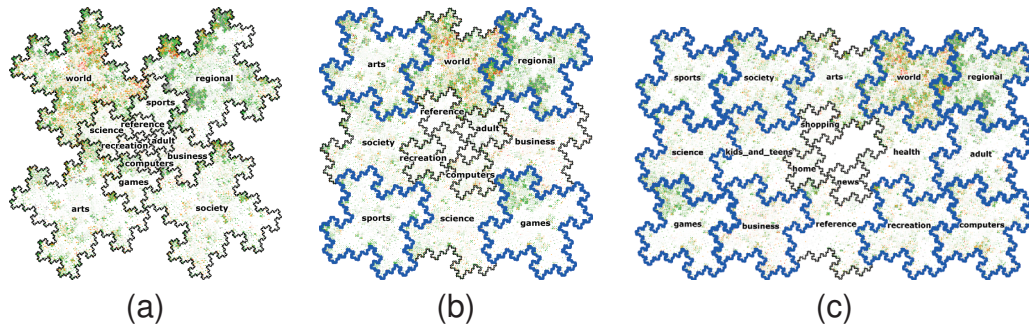 world
regional
sports
science
reference
recreation
adult
business
computers
games
arts
society
(a)
arts
world
regional
reference
society
adult
business
recreation
computers
sports
science
games
(b)
sports
society
arts
world
regional
shopping
science
kids_and_teens
health
adult
home
news
games
business
reference
recreation
computers
(c)